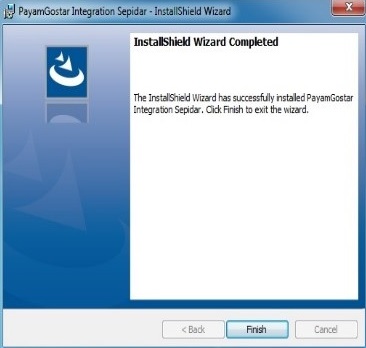 PayamGostar Integration Sepidar - InstallShield Wizard
InstallShield Wizard Completed
The InstallShield Wizard has successfully installed PayamGostar
Integration Sepidar. Click Finish to exit the wizard.
< Back
Finish
Cancel